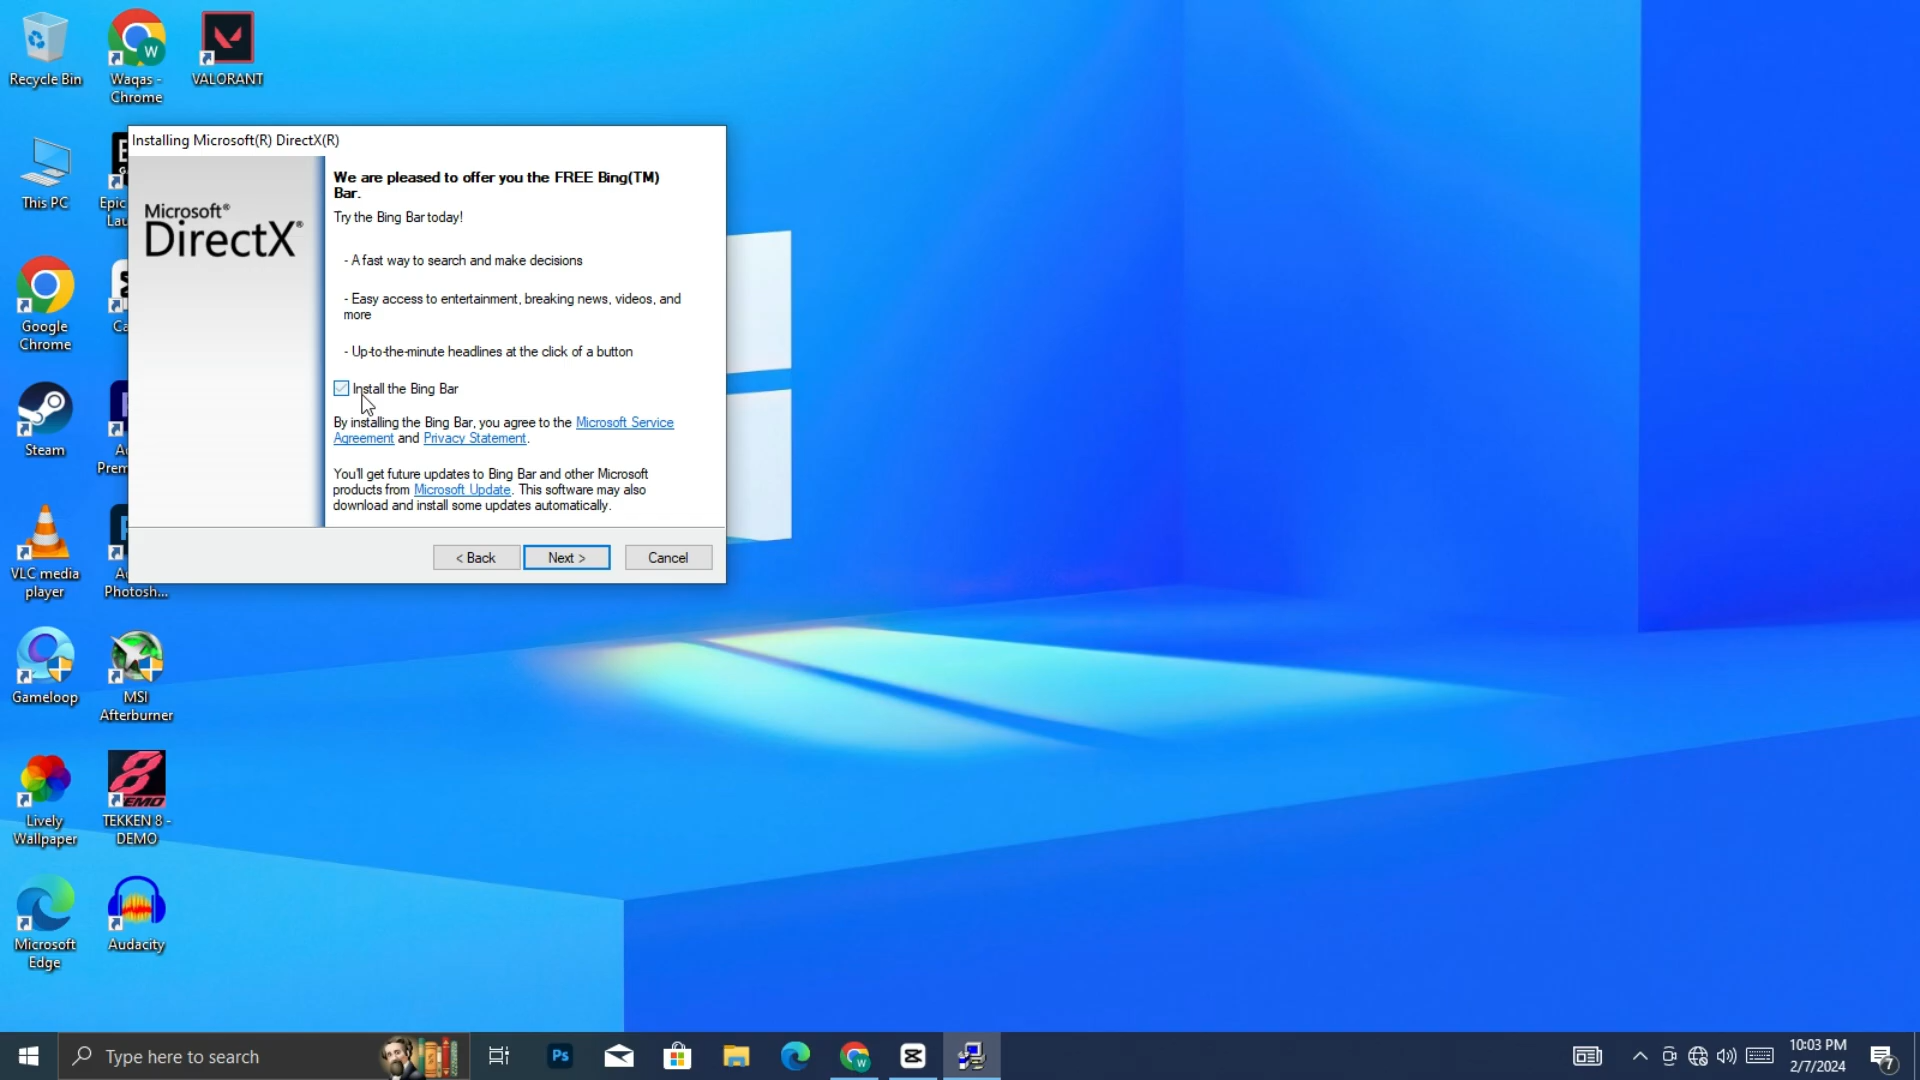 Recycle Bin
Waqas -
Chrome
W
VALORANT
This PC
Epic
Google
Chrome
Steam
VLC media
player
Photosh...
Gameloop
MSI
Afterburner
Lively
Wallpaper
8
TEKKEN 8 -
DEMO
Microsoft
Edge
Audacity
Installing Microsoft(R) DirectX(R)
Microsoft®
DirectX®
We are pleased to offer you the FREE Bing(TM)
Bar.
Try the Bing Bar today!
- A fast way to search and make decisions
- Easy access to entertainment, breaking news, videos, and
more
- Up-to-the-minute headlines at the click of a button
Install the Bing Bar
By installing the Bing Bar, you agree to the Microsoft Service
Agreement and Privacy Statement.
You'll get future updates to Bing Bar and other Microsoft
products from Microsoft Update. This software may also
download and install some updates automatically.
< Back
Next >
Cancel
Type here to search
Ps
W
10:03 PM
2/7/2024
7